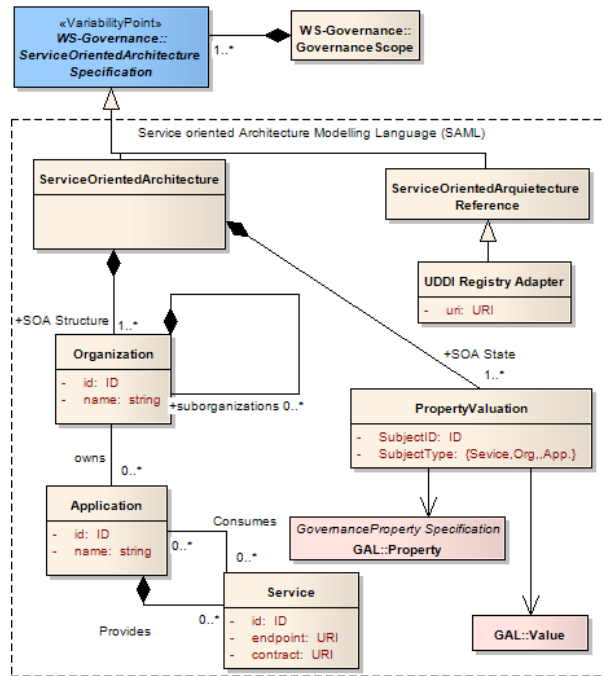 «VariabilityPoint»
WS-Governance::
ServiceOrientedArchitecture
Specification
1..*
WS-Governance::
GovernanceScope
Service oriented Architecture Modelling Language (SAML)
ServiceOrientedArchitecture
ServiceOrientedArquietecture
Reference
UDDI Registry Adapter
- uri: URI
+SOA Structure
1..*
Organization
- id: ID
- name: string
+suborganizations 0..*
+SOA State
1..*
PropertyValuation
- SubjectID: ID
- SubjectType: {Sevice,Org,,App.}
owns
0..*
Application
- id: ID
- name: string
Consumes
0..*
0..*
GovernanceProperty Specification
GAL::Property
Provides
0..*
Service
- id: ID
- endpoint: URI
- contract: URI
GAL::Value